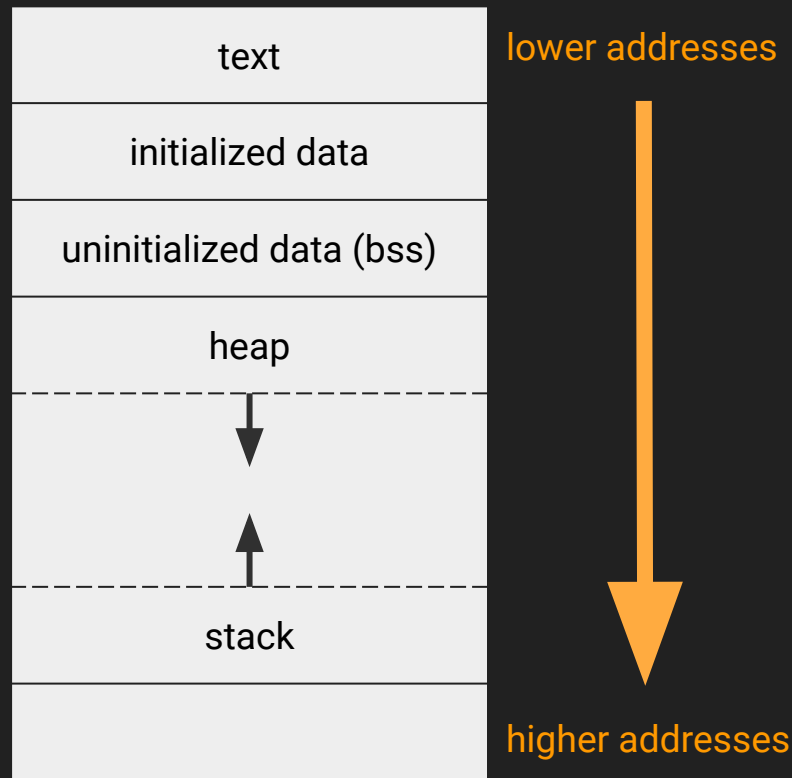 text
lower addresses
initialized data
uninitialized data (bss)
heap
stack
higher addresses